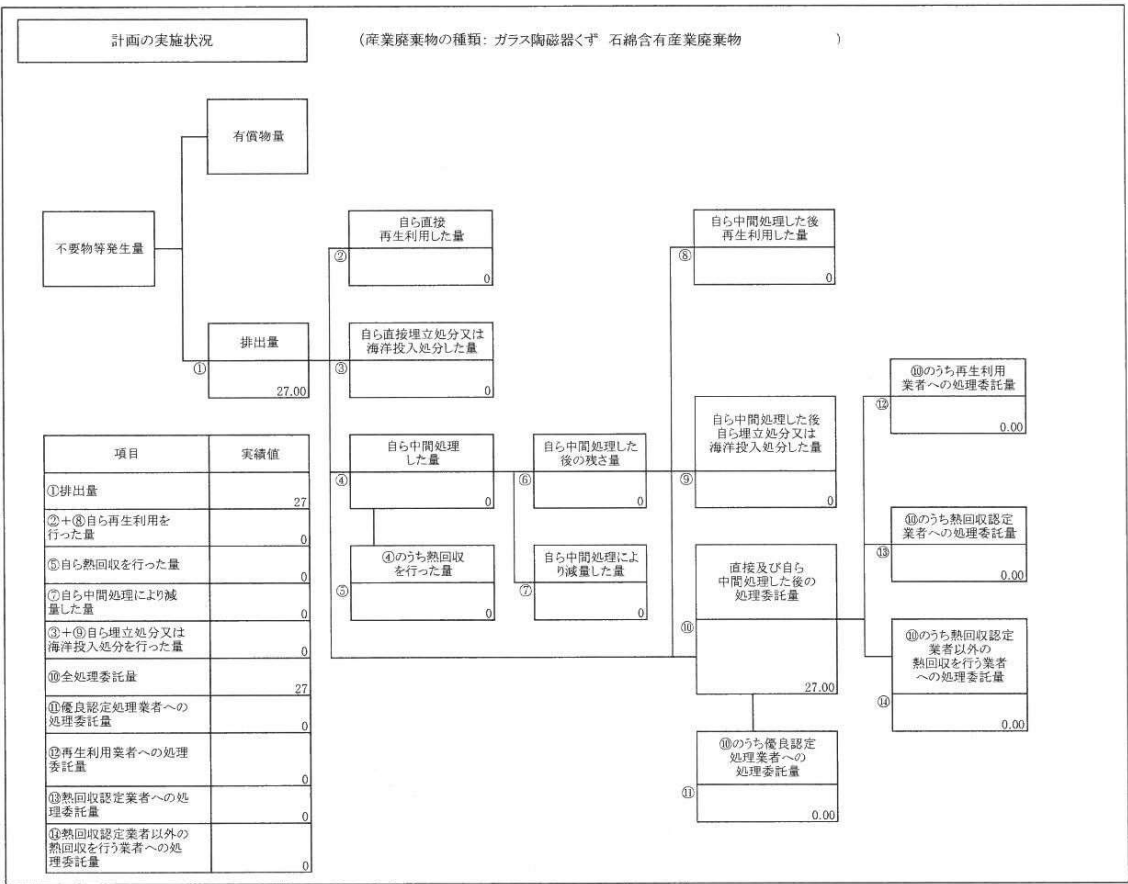 計画の実施状況
(産業廃棄物の種類: ガラス陶磁器くず 石綿含有産業廃棄物 )
有償物量
不要物等発生量
排出量
①
27.00
自ら直接
再生利用した量
②
0
自ら直接埋立処分又は
海洋投入処分した量
③
0
自ら中間処理
した量
④
0
④のうち熱回収
を行った量
⑤
0
自ら中間処理した
後の残さ量
⑥
0
自ら中間処理によ
り減量した量
⑦
0
自ら中間処理した後
再生利用した量
⑧
0
自ら中間処理した後
自ら埋立処分又は
海洋投入処分した量
⑨
0
直接及び自ら
中間処理した後の
処理委託量
⑩
27.00
⑩のうち優良認定
処理業者への
処理委託量
⑪
0.00
⑩のうち再生利用
業者への処理委託量
⑫
0.00
⑩のうち熱回収認定
業者への処理委託量
⑬
0.00
⑩のうち熱回収認定
業者以外の
熱回収を行う業者
への処理委託量
⑭
0.00
項目 実績値
①排出量
27
②+⑧自ら再生利用を
行った量
0
⑤自ら熱回収を行った量
0
⑦自ら中間処理により減
量した量
0
③+⑨自ら埋立処分又は
海洋投入処分を行った量
0
⑩全処理委託量
27
⑪優良認定処理業者への
処理委託量
0
⑫再生利用業者への処理
委託量
0
⑬熱回収認定業者への処
理委託量
0
⑭熱回収認定業者以外の
熱回収を行う業者への処
理委託量
0